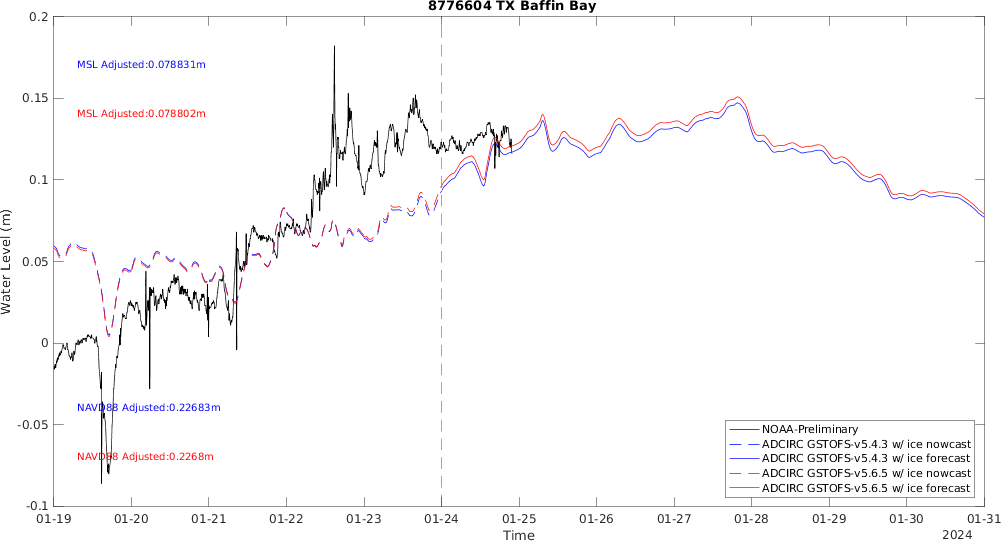 8776604 TX Baffin Bay
0.2
0.15
0.1
0.05
0
-0.05
-0.1
Water Level (m)
MSL Adjusted:0.078831m
MSL Adjusted:0.078802m
NAVD88 Adjusted:0.22683m
NAVD88 Adjusted:0.2268m
NOAA-Preliminary
ADCIRC GSTOFS-v5.4.3 w/ ice nowcast
ADCIRC GSTOFS-v5.4.3 w/ ice forecast
ADCIRC GSTOFS-v5.6.5 w/ ice nowcast
ADCIRC GSTOFS-v5.6.5 w/ ice forecast
01-19 01-20 01-21 01-22 01-23 01-24 01-25 01-26 01-27 01-28 01-29 01-30 01-31
Time
2024